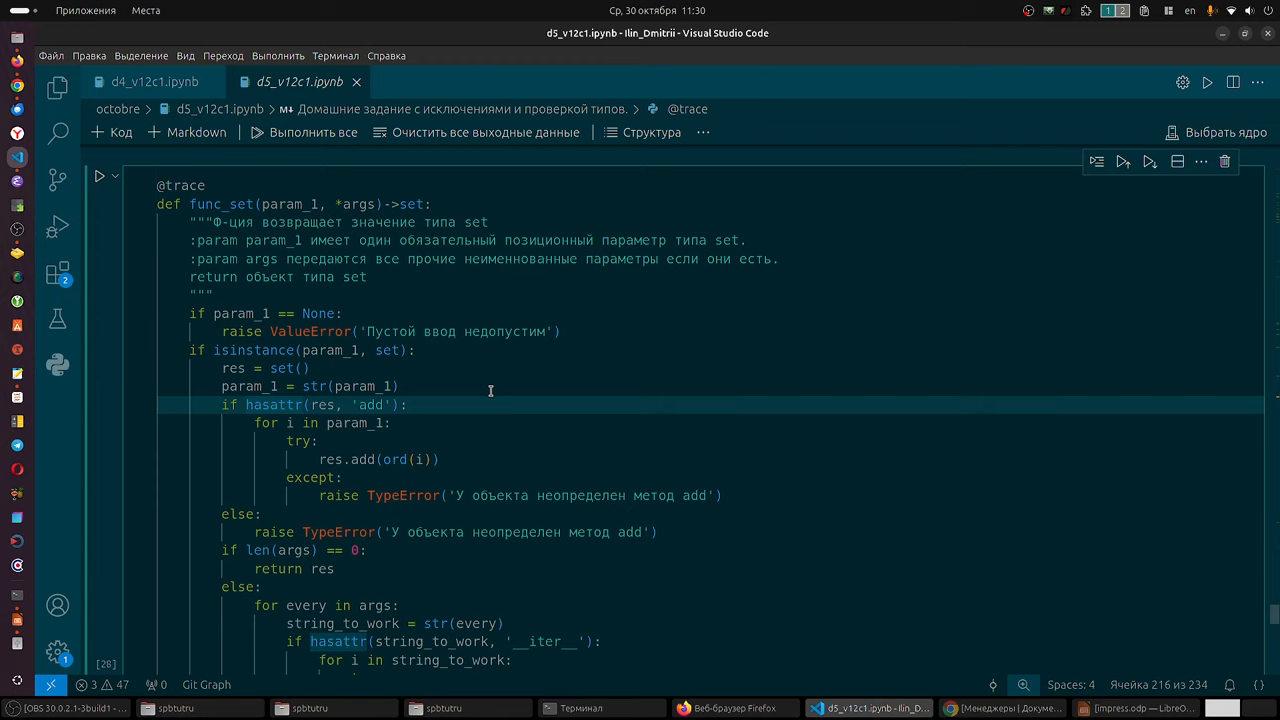 Приложения Места Ср, 30 октября 11:30 1 2 en
d5_v12c1.ipynb - Ilin_Dmitrii - Visual Studio Code
Файл Правка Выделение Вид Переход Выполнить Терминал Справка
d4_v12c1.ipynb d5_v12c1.ipynb
octobre > d5_v12c1.ipynb > M↓ Домашние задание с исключениями и проверкой типов. > @trace
+ Код + Markdown Выполнить все Очистить все выходные данные Структура ... Выбрать ядро
@trace
def func_set(param_1, *args)->set:
"""Ф-ция возвращает значение типа set
:param param_1 имеет один обязательный позиционный параметр типа set.
:param args передаются все прочие неименнованные параметры если они есть.
return объект типа set
"""
if param_1 == None:
raise ValueError('Пустой ввод недопустим')
if isinstance(param_1, set):
res = set()
param_1 = str(param_1)
if hasattr(res, 'add'):
for i in param_1:
try:
res.add(ord(i))
except:
raise TypeError('У объекта неопределен метод add')
else:
raise TypeError('У объекта неопределен метод add')
if len(args) == 0:
return res
else:
for every in args:
string_to_work = str(every)
if hasattr(string_to_work, '__iter__'):
for i in string_to_work:
[28]
2
1
3 47 0 Git Graph Spaces: 4 Ячейка 216 из 234
[OBS 30.0.2.1-3build1 - ... spbtutru spbtutru spbtutru Терминал Веб-браузер Firefox d5_v12c1.ipynb - Ilin_D... [Менеджеры | Докуме... [impress.odp — LibreO...